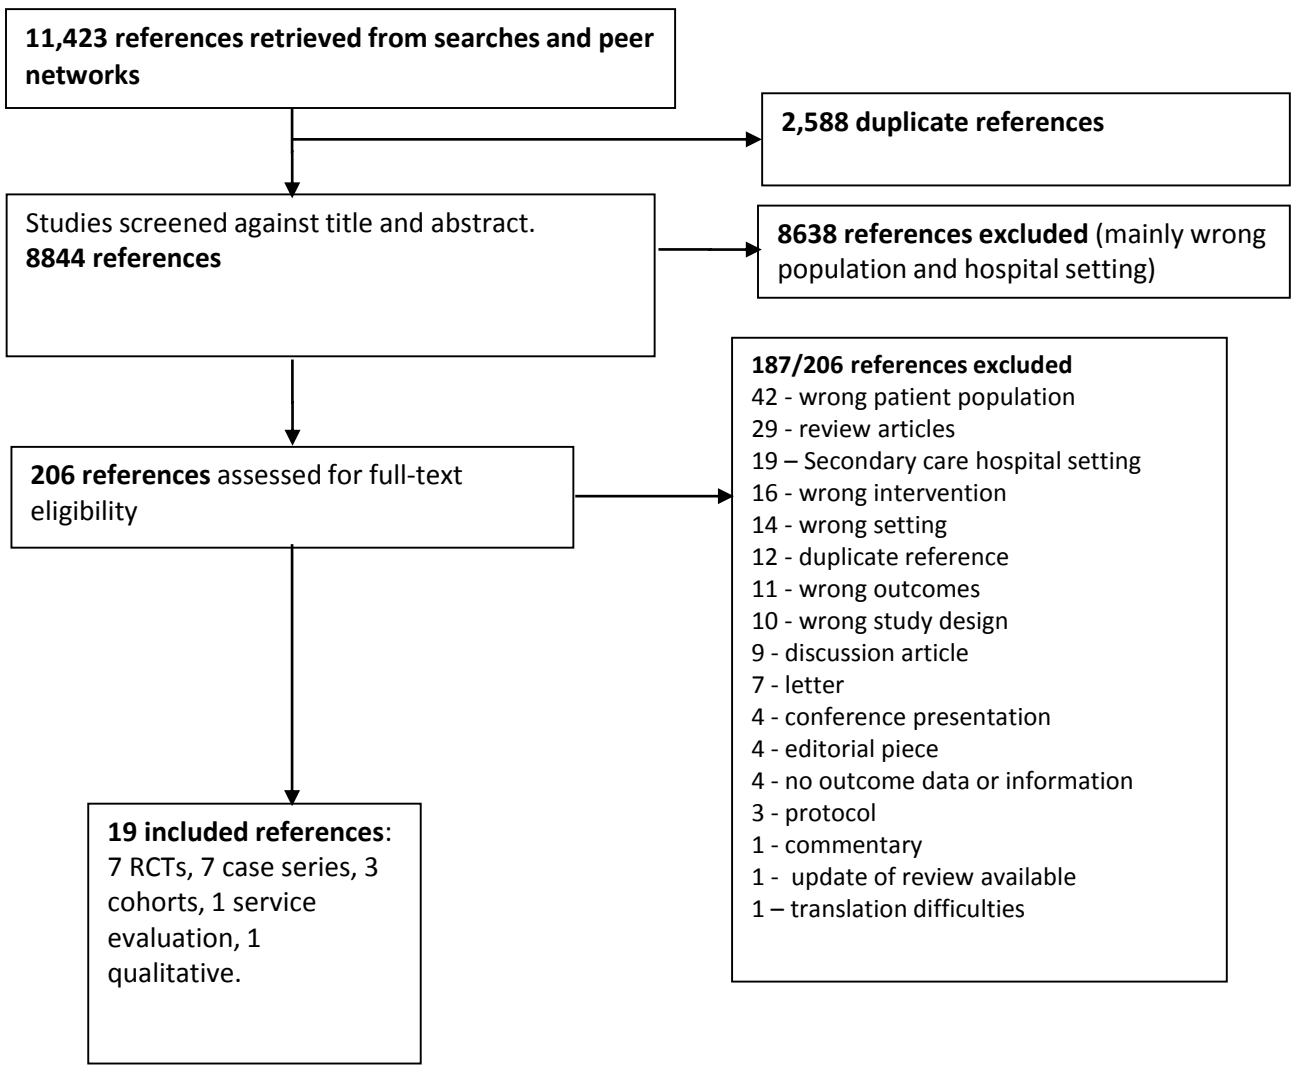 11,423 references retrieved from searches and peer
networks
2,588 duplicate references
Studies screened against title and abstract.
8844 references
8638 references excluded (mainly wrong
population and hospital setting)
206 references assessed for full-text
eligibility
187/206 references excluded
42 - wrong patient population
29 - review articles
19 – Secondary care hospital setting
16 - wrong intervention
14 - wrong setting
12 - duplicate reference
11 - wrong outcomes
10 - wrong study design
9 - discussion article
7 - letter
4 - conference presentation
4 - editorial piece
4 - no outcome data or information
3 - protocol
1 - commentary
1 -  update of review available
1 – translation difficulties
19 included references:
7 RCTs, 7 case series, 3
cohorts, 1 service
evaluation, 1
qualitative.